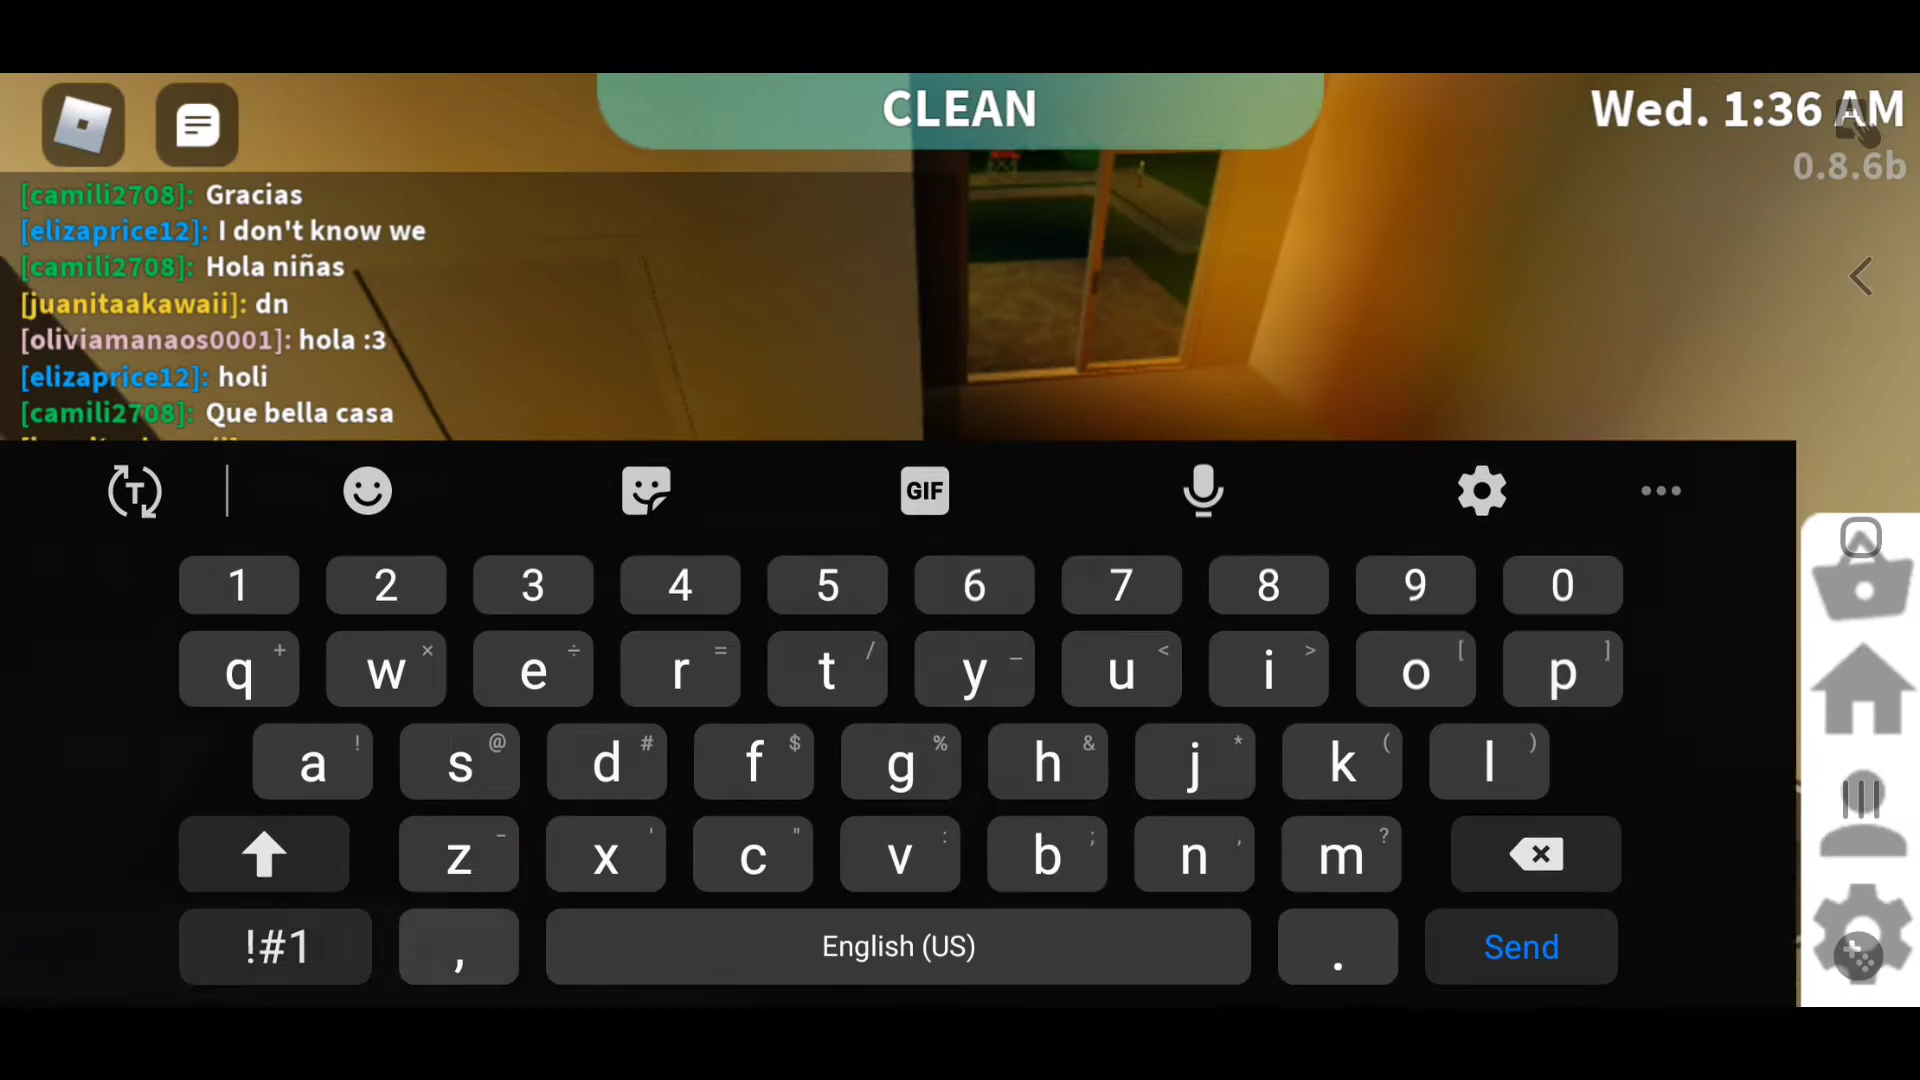 CLEAN
Wed. 1:36 AM
0.8.6b
[camili2708]: Gracias
[elizaprice12]: I don't know we
[camili2708]: Hola niñas
[juanitaakawaii]: dn
[oliviamanaos0001]: hola :3
[elizaprice12]: holi
[camili2708]: Que bella casa
T GIF
1 2 3 4 5 6 7 8 9 0
q + w × e ÷ r = t / y _ u < i > o [ p ]
a ! s @ d # f $ g % h & j * k ( l )
z - x ' c " v : b ; n , m ?
!#1 , English (US) . Send